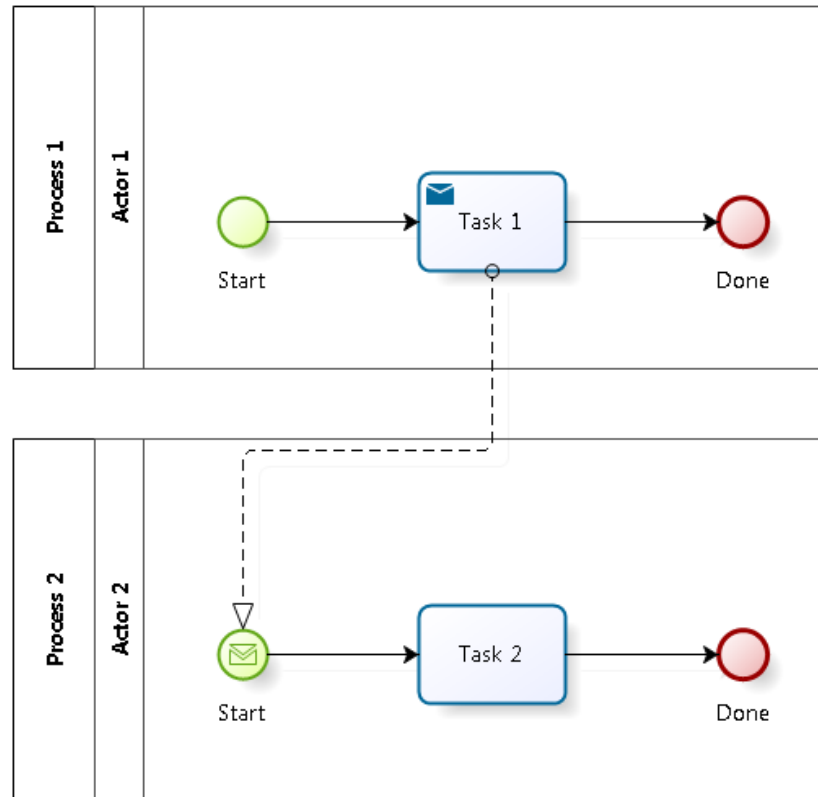 Process 1
Actor 1
Task 1
Start
Done
Process 2
Actor 2
Task 2
Start
Done